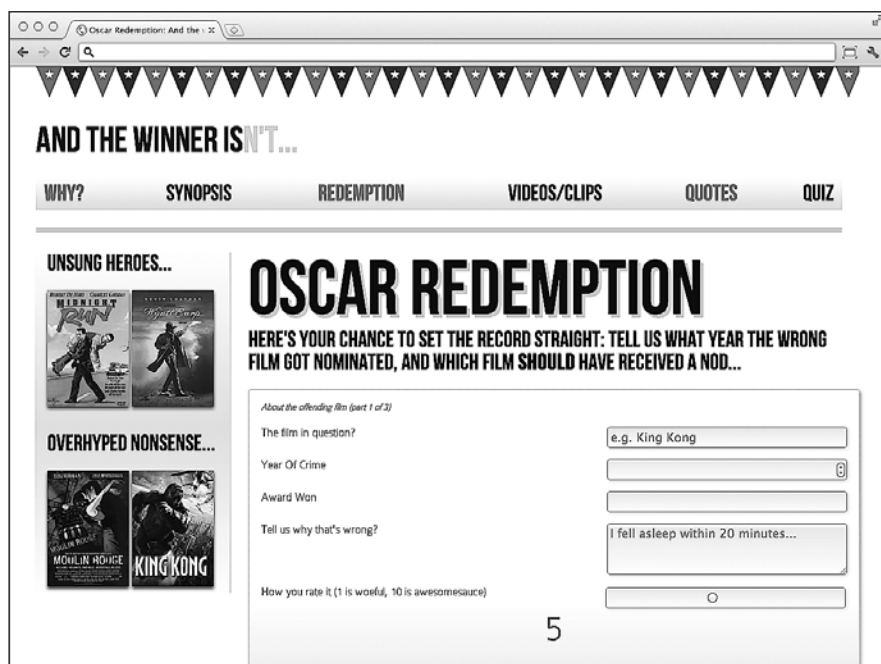 Oscar Redemption: And the
AND THE WINNER ISN'T...
WHY? SYNOPSIS REDEMPTION VIDEOS/CLIPS QUOTES QUIZ
UNSUNG HEROES...
MIDNIGHT
RUN
Wyatt Earp
OVERHYPED NONSENSE...
MOULIN ROUGE
KING KONG
OSCAR REDEMPTION
HERE'S YOUR CHANCE TO SET THE RECORD STRAIGHT: TELL US WHAT YEAR THE WRONG
FILM GOT NOMINATED, AND WHICH FILM SHOULD HAVE RECEIVED A NOD...
About the offending film (part 1 of 3)
The film in question?
e.g. King Kong
Year Of Crime
Award Won
Tell us why that's wrong?
I fell asleep within 20 minutes...
How you rate it (1 is woeful, 10 is awesomesauce)
5